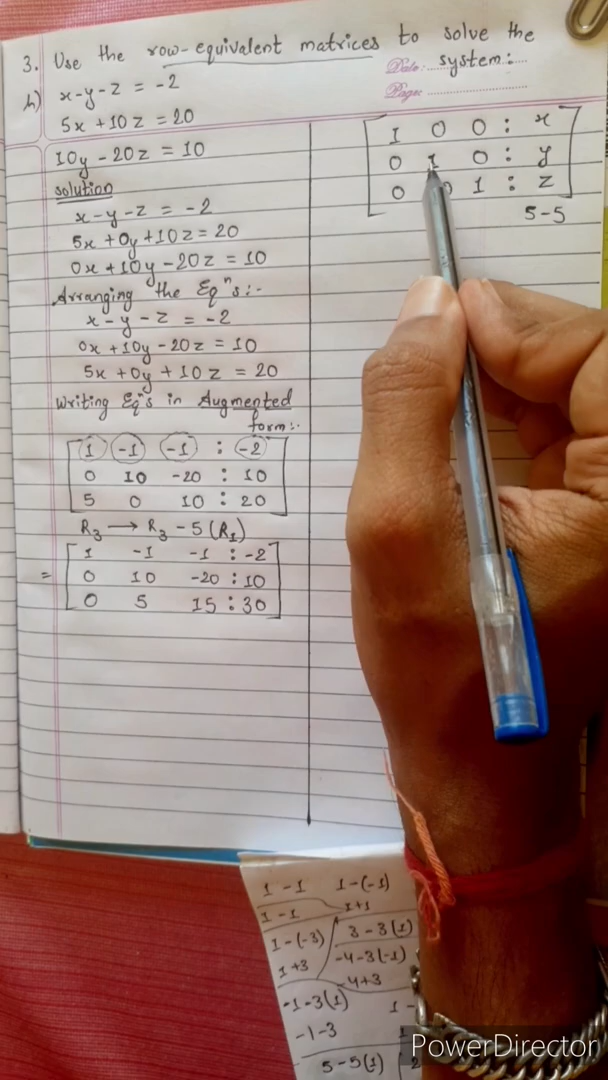 3. Use the row-equivalent matrices to solve the
system:
Date:
Page:
h) x-y-z = -2
5x +10z = 20
10y -20z = 10
solution
x-y-z = -2
5x +0y +10z = 20
0x +10y -20z = 10
Arranging the Eqⁿs:-
x-y-z = -2
0x +10y -20z = 10
5x +0y +10z = 20
Writing Eqⁿs in Augmented
form:-
1 -1 -1 : -2
0 10 -20 : 10
5 0 10 : 20
R₃ → R₃ - 5(R₁)
= 1 -1 -1 : -2
0 10 -20 : 10
0 5 15 : 30
1 0 0 : x
0 1 0 : y
0 0 1 : z
5-5
1 - 1 1-(-1)
1 - 1 1+1
1-(-3) 3-3(1)
1+3 -4-3(-1)
-4+3
-1-3(1) 1-
-1-3
5-5(1)
PowerDirector